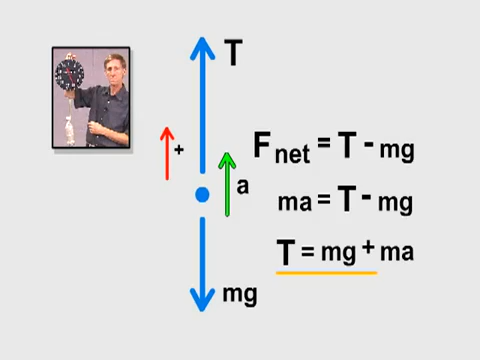 T
+
a
mg
Fnet = T - mg
ma = T - mg
T = mg + ma